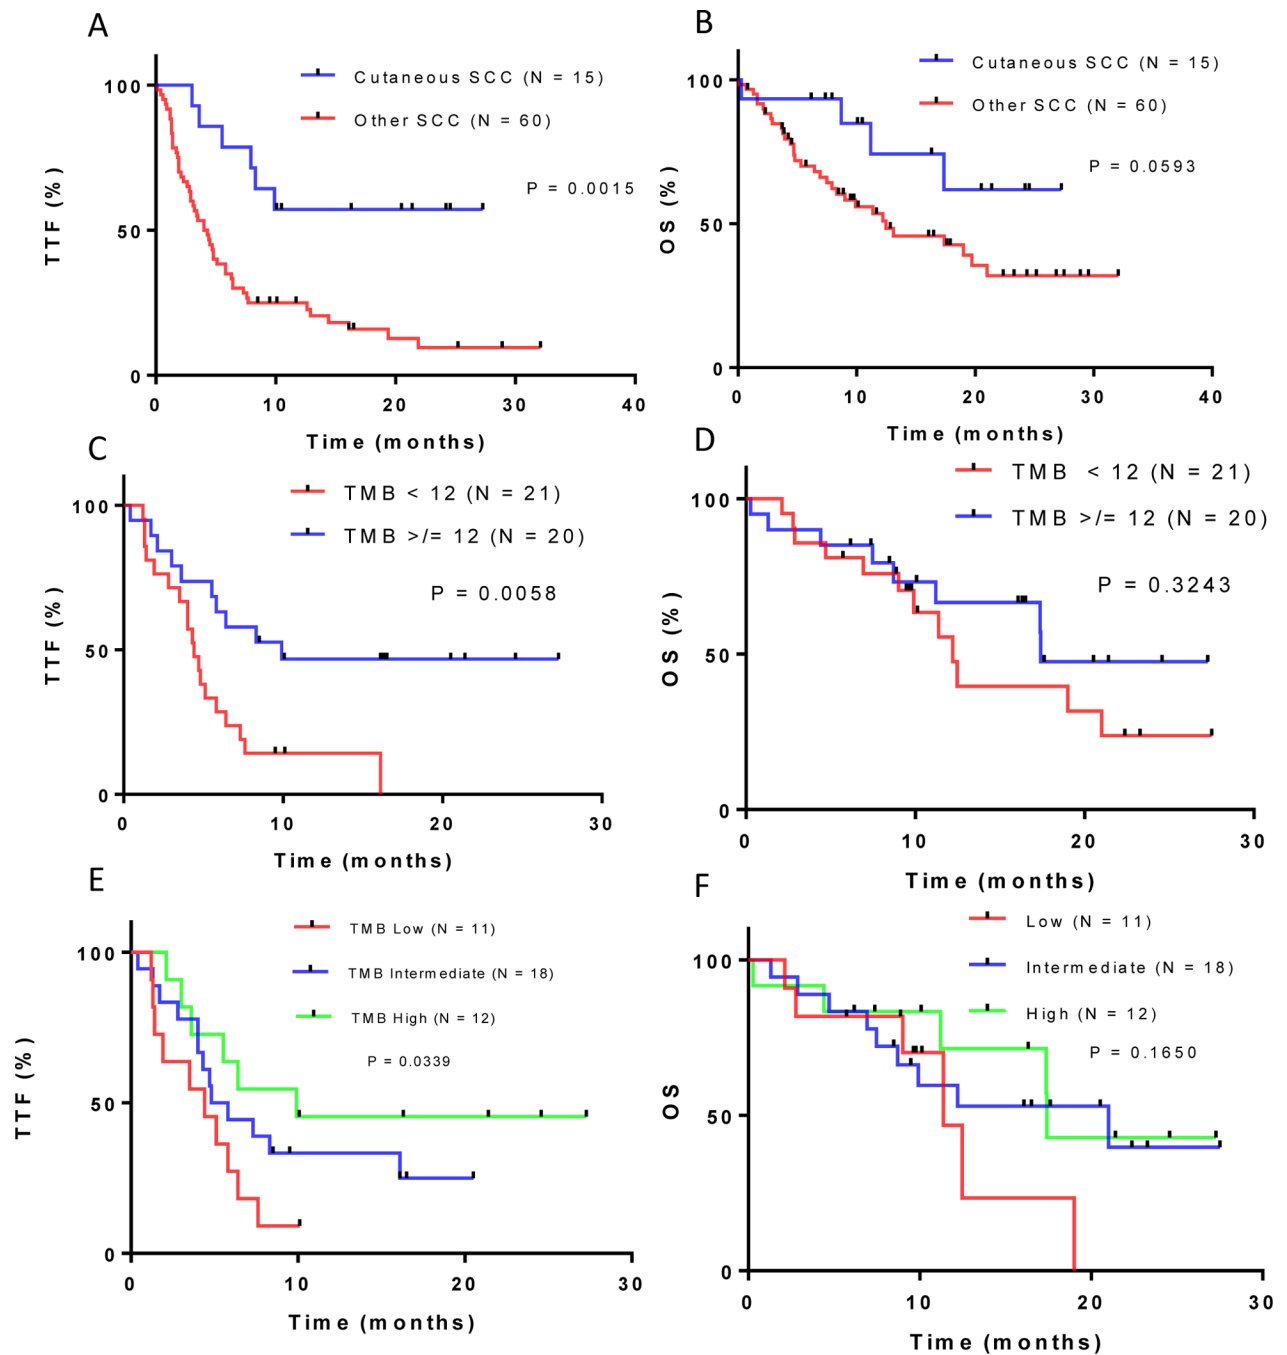 A
Cutaneous SCC (N = 15)
Other SCC (N = 60)
P = 0.0015
TTF (%)
100
50
0
0 10 20 30 40
Time (months)
B
Cutaneous SCC (N = 15)
Other SCC (N = 60)
P = 0.0593
OS (%)
100
50
0
0 10 20 30 40
Time (months)
C
TMB < 12 (N = 21)
TMB >/= 12 (N = 20)
P = 0.0058
TTF (%)
100
50
0
0 10 20 30
Time (months)
D
TMB < 12 (N = 21)
TMB >/= 12 (N = 20)
P = 0.3243
OS (%)
100
50
0
0 10 20 30
Time (months)
E
TMB Low (N = 11)
TMB Intermediate (N = 18)
TMB High (N = 12)
P = 0.0339
TTF (%)
100
50
0
0 10 20 30
Time (months)
F
Low (N = 11)
Intermediate (N = 18)
High (N = 12)
P = 0.1650
OS
100
50
0
0 10 20 30
Time (months)